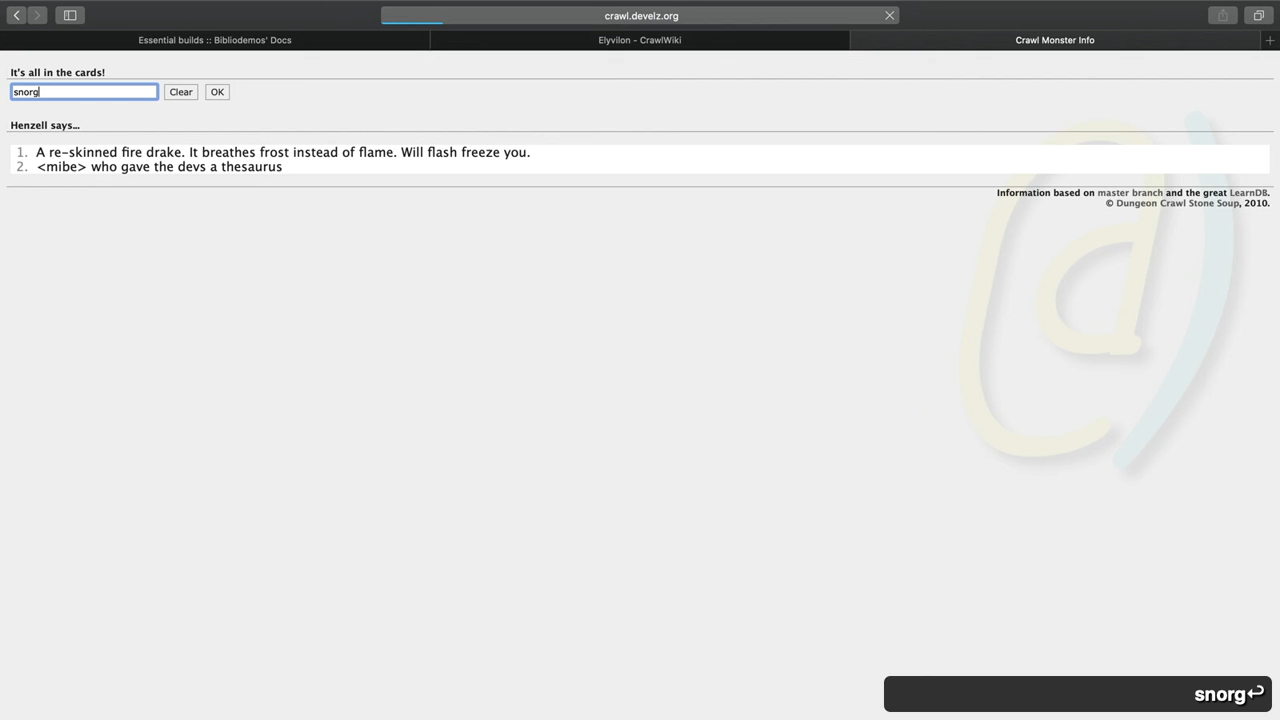 crawl.develz.org
Essential builds :: Bibliodemos' Docs
Elyvilon - CrawlWiki
Crawl Monster Info
It's all in the cards!
snorg
Clear
OK
Henzell says...
1. A re-skinned fire drake. It breathes frost instead of flame. Will flash freeze you.
2. <mibe> who gave the devs a thesaurus
Information based on master branch and the great LearnDB.
© Dungeon Crawl Stone Soup, 2010.
snorg↩